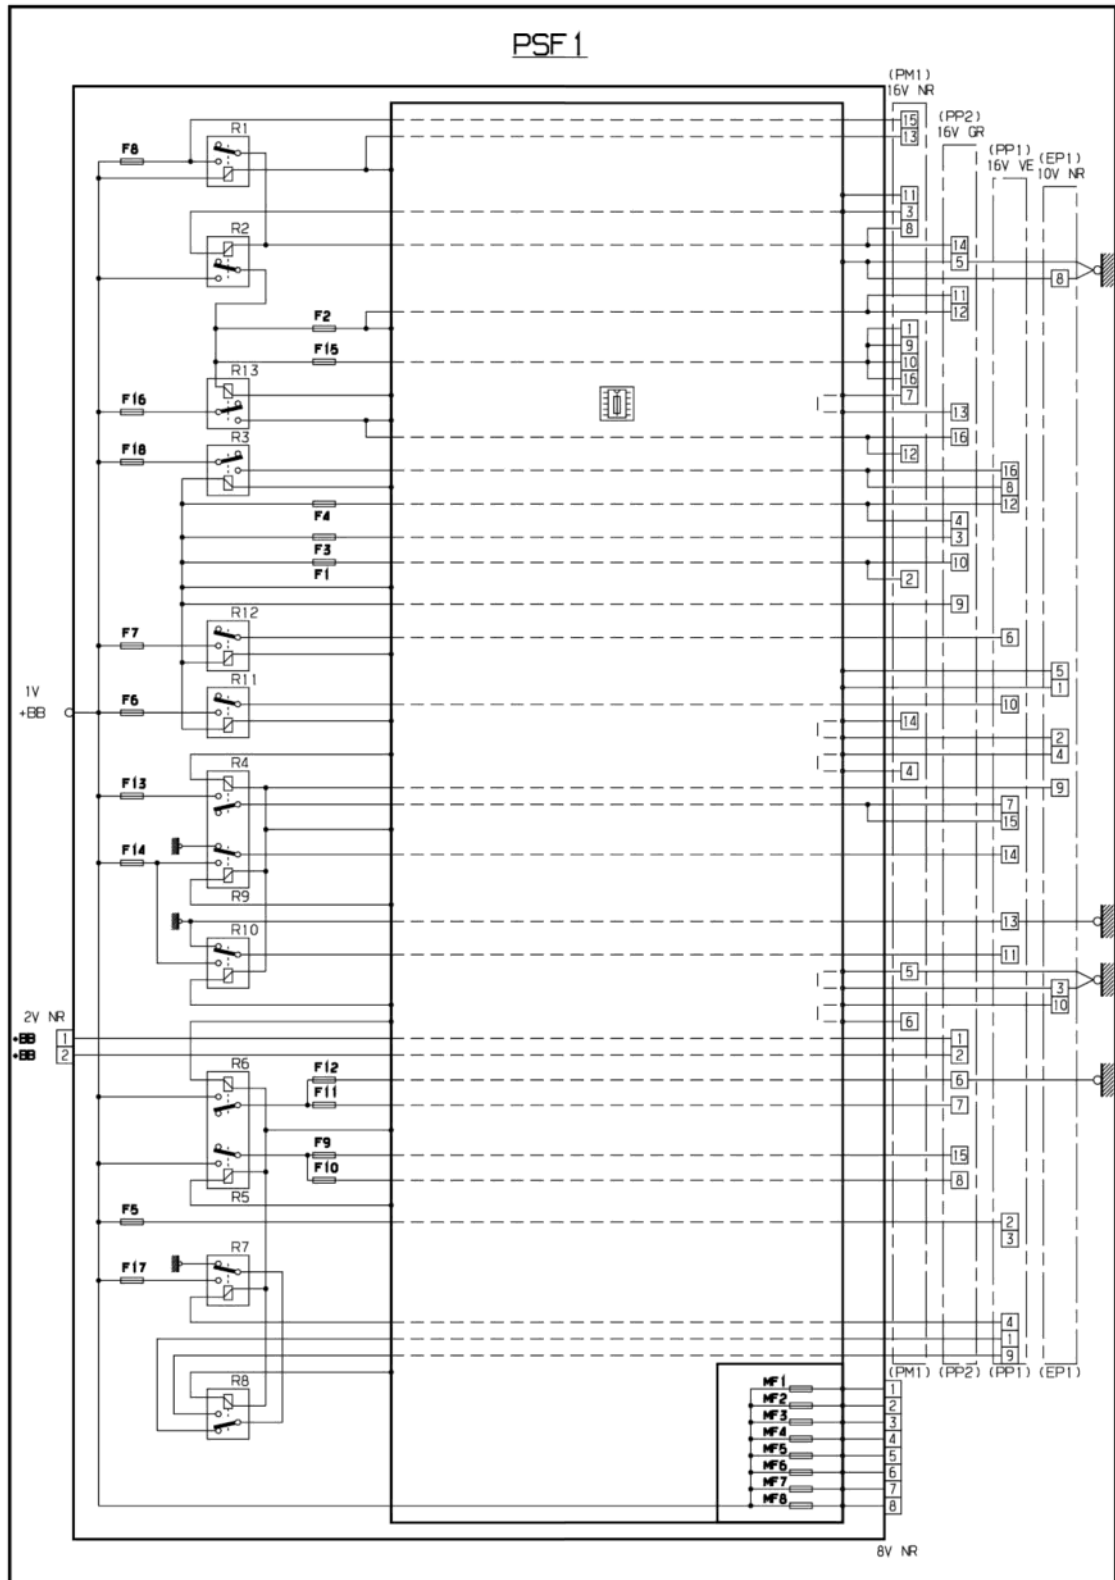 PSF1
(PM1)
16V NR
(PP2)
16V GR
(PP1)
16V VE
(EP1)
10V NR
R1
15
13
F8
11
3
R2
8
14
5
8
11
F2
12
1
F15
9
10
R13
16
7
F16
13
R3
16
F18
12
16
8
12
F4
4
3
F3
10
F1
2
9
R12
F7
6
5
R11
1
1V
+BB
F6
10
14
2
4
R4
4
F13
9
7
15
F14
14
R9
13
R10
11
5
3
10
2V NR
6
+BB
1
1
+BB
2
2
R6
F12
6
F11
7
F9
15
F10
8
R5
F5
2
3
R7
F17
4
1
9
R8
(PM1) (PP2) (PP1) (EP1)
MF1
1
MF2
2
MF3
3
MF4
4
MF5
5
MF6
6
MF7
7
MF8
8
8V NR